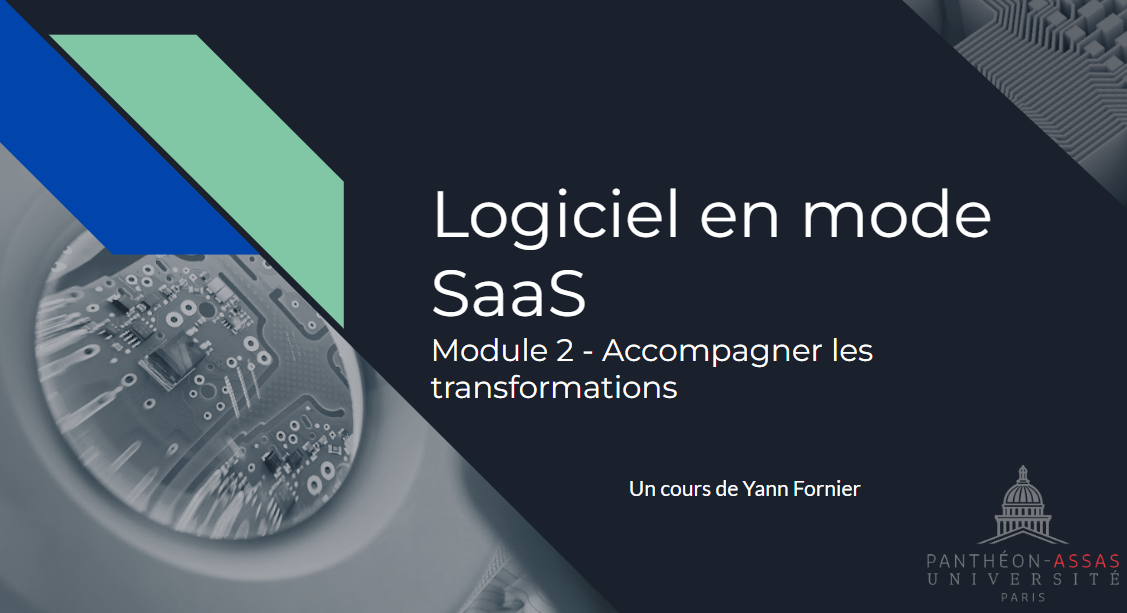 Logiciel en mode
SaaS
Module 2 - Accompagner les
transformations
Un cours de Yann Fornier
PANTHÉON-ASSAS
UNIVERSITÉ
PARIS